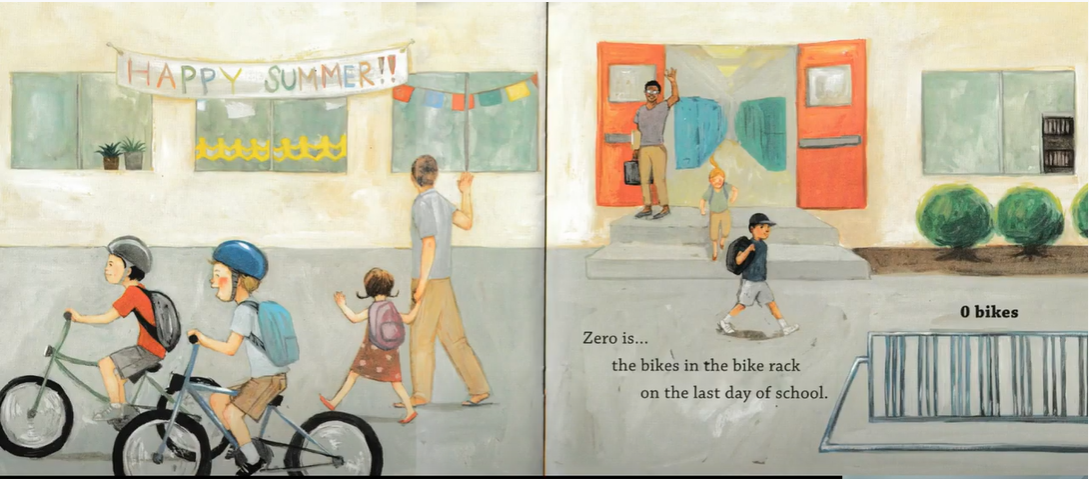 HAPPY SUMMER!!
0 bikes
Zero is...
the bikes in the bike rack
on the last day of school.